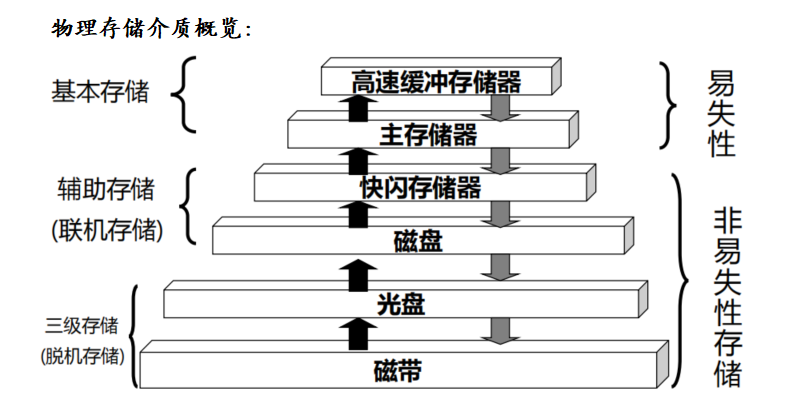 物理存储介质概览:
基本存储
高速缓冲存储器
主存储器
易失性
辅助存储
(联机存储)
快闪存储器
磁盘
三级存储
(脱机存储)
光盘
磁带
非易失性存储